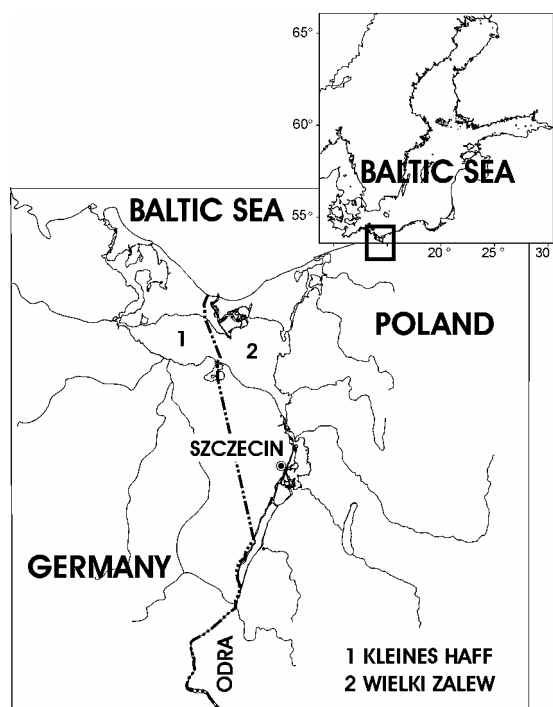 65°
60°
BALTIC SEA
55°
20° 25° 30
BALTIC SEA
POLAND
1
2
SZCZECIN
GERMANY
ODRA
1 KLEINES HAFF
2 WIELKI ZALEW